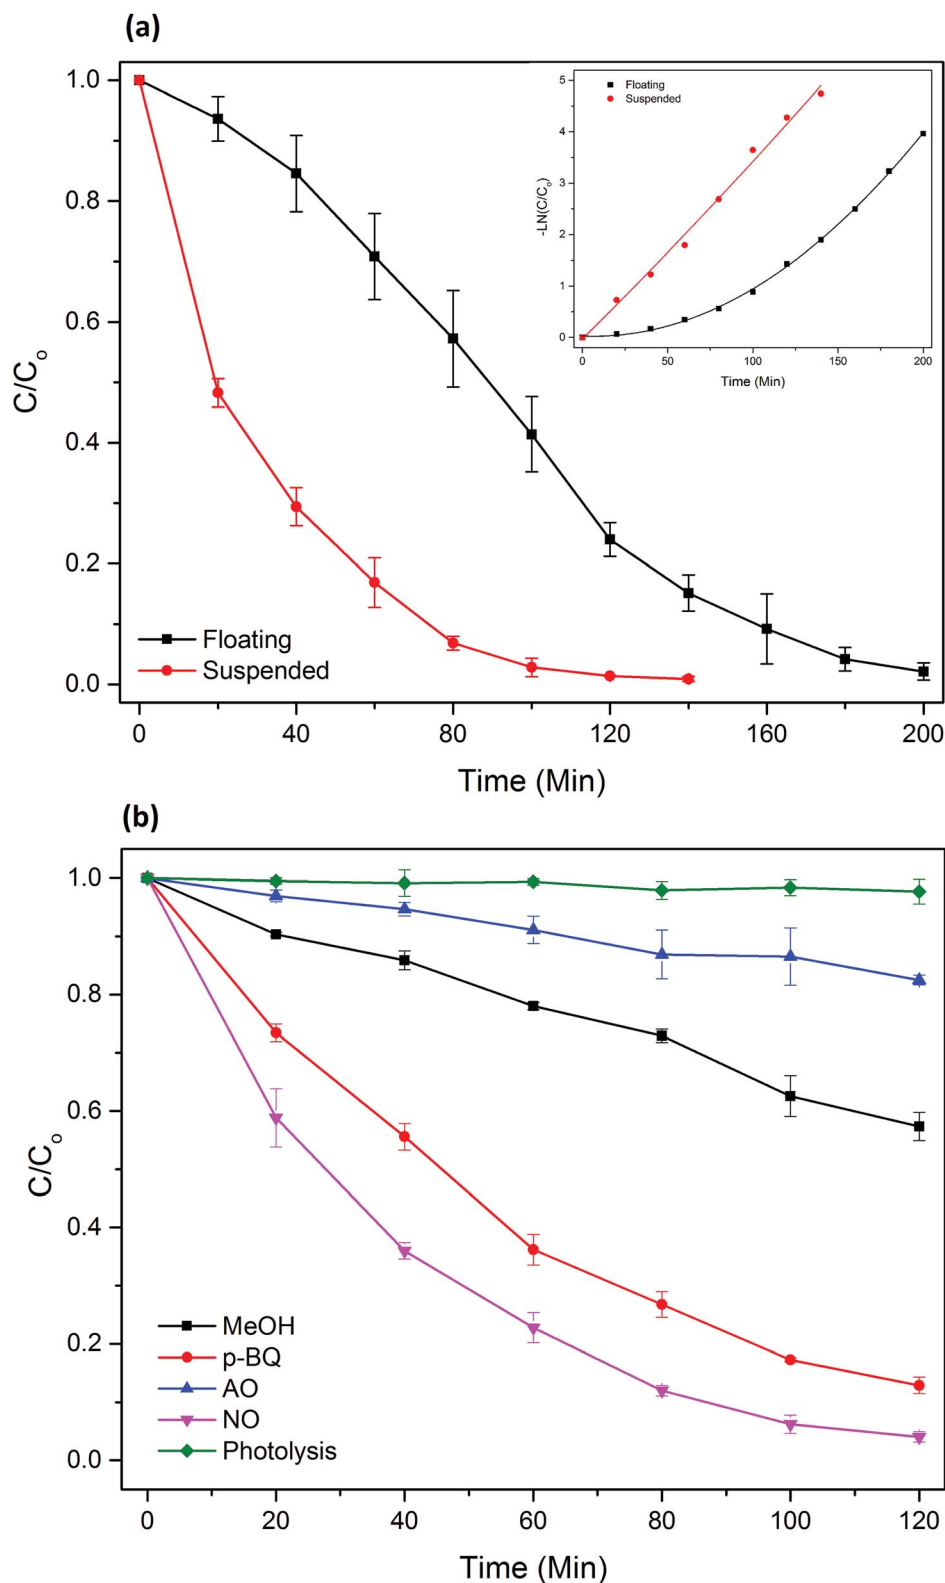 (a)
1.0
0.8
0.6
0.4
0.2
0.0
C/Co
Floating
Suspended
0
40
80
120
160
200
Time (Min)
5
4
3
2
1
0
-LN(C/Co)
Floating
Suspended
0
50
100
150
200
Time (Min)
(b)
1.0
0.8
0.6
0.4
0.2
0.0
C/Co
MeOH
p-BQ
AO
NO
Photolysis
0
20
40
60
80
100
120
Time (Min)